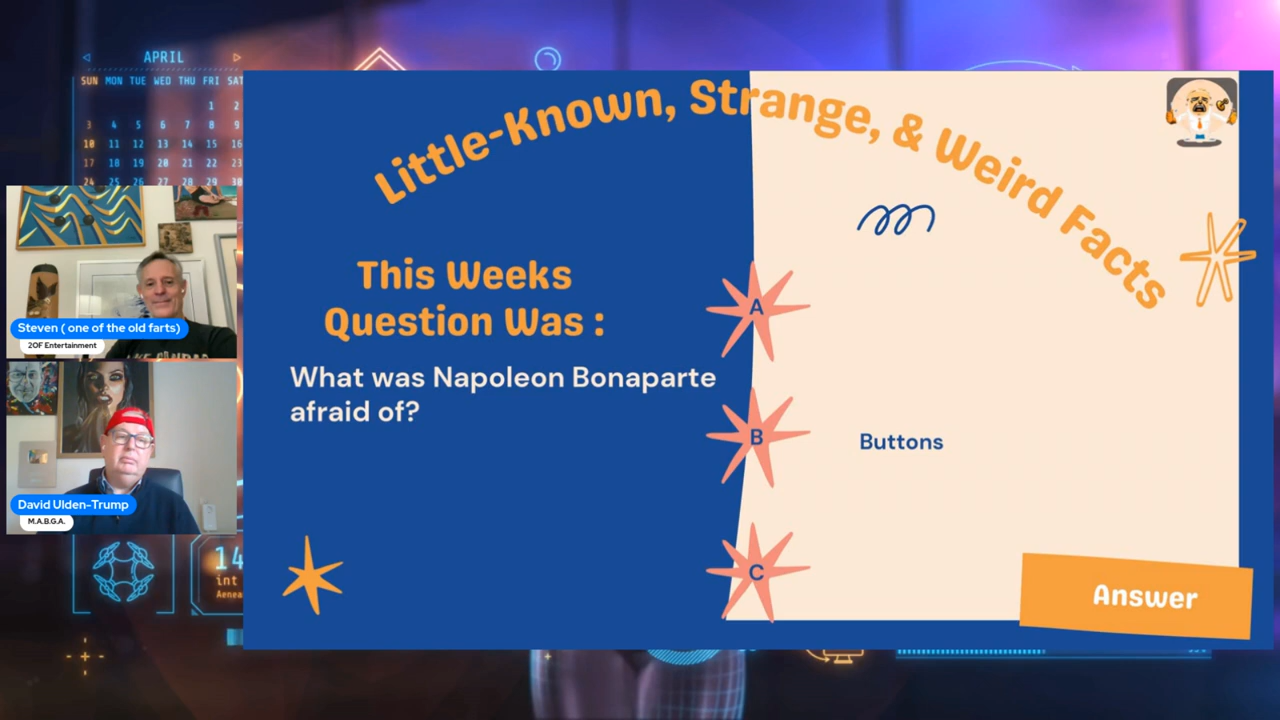 APRIL
SUN MON TUE WED THU FRI SAT
1 2
3 4 5 6 7 8 9
10 11 12 13 14 15 16
17 18 19 20 21 22 23
24 25 26 27 28 29 30
Little-Known, Strange, & Weird Facts
This Weeks
Question Was :
What was Napoleon Bonaparte
afraid of?
A
B
Buttons
C
Answer
Steven ( one of the old farts)
2OF Entertainment
David Ulden-Trump
M.A.B.G.A.
14
int
Aenea